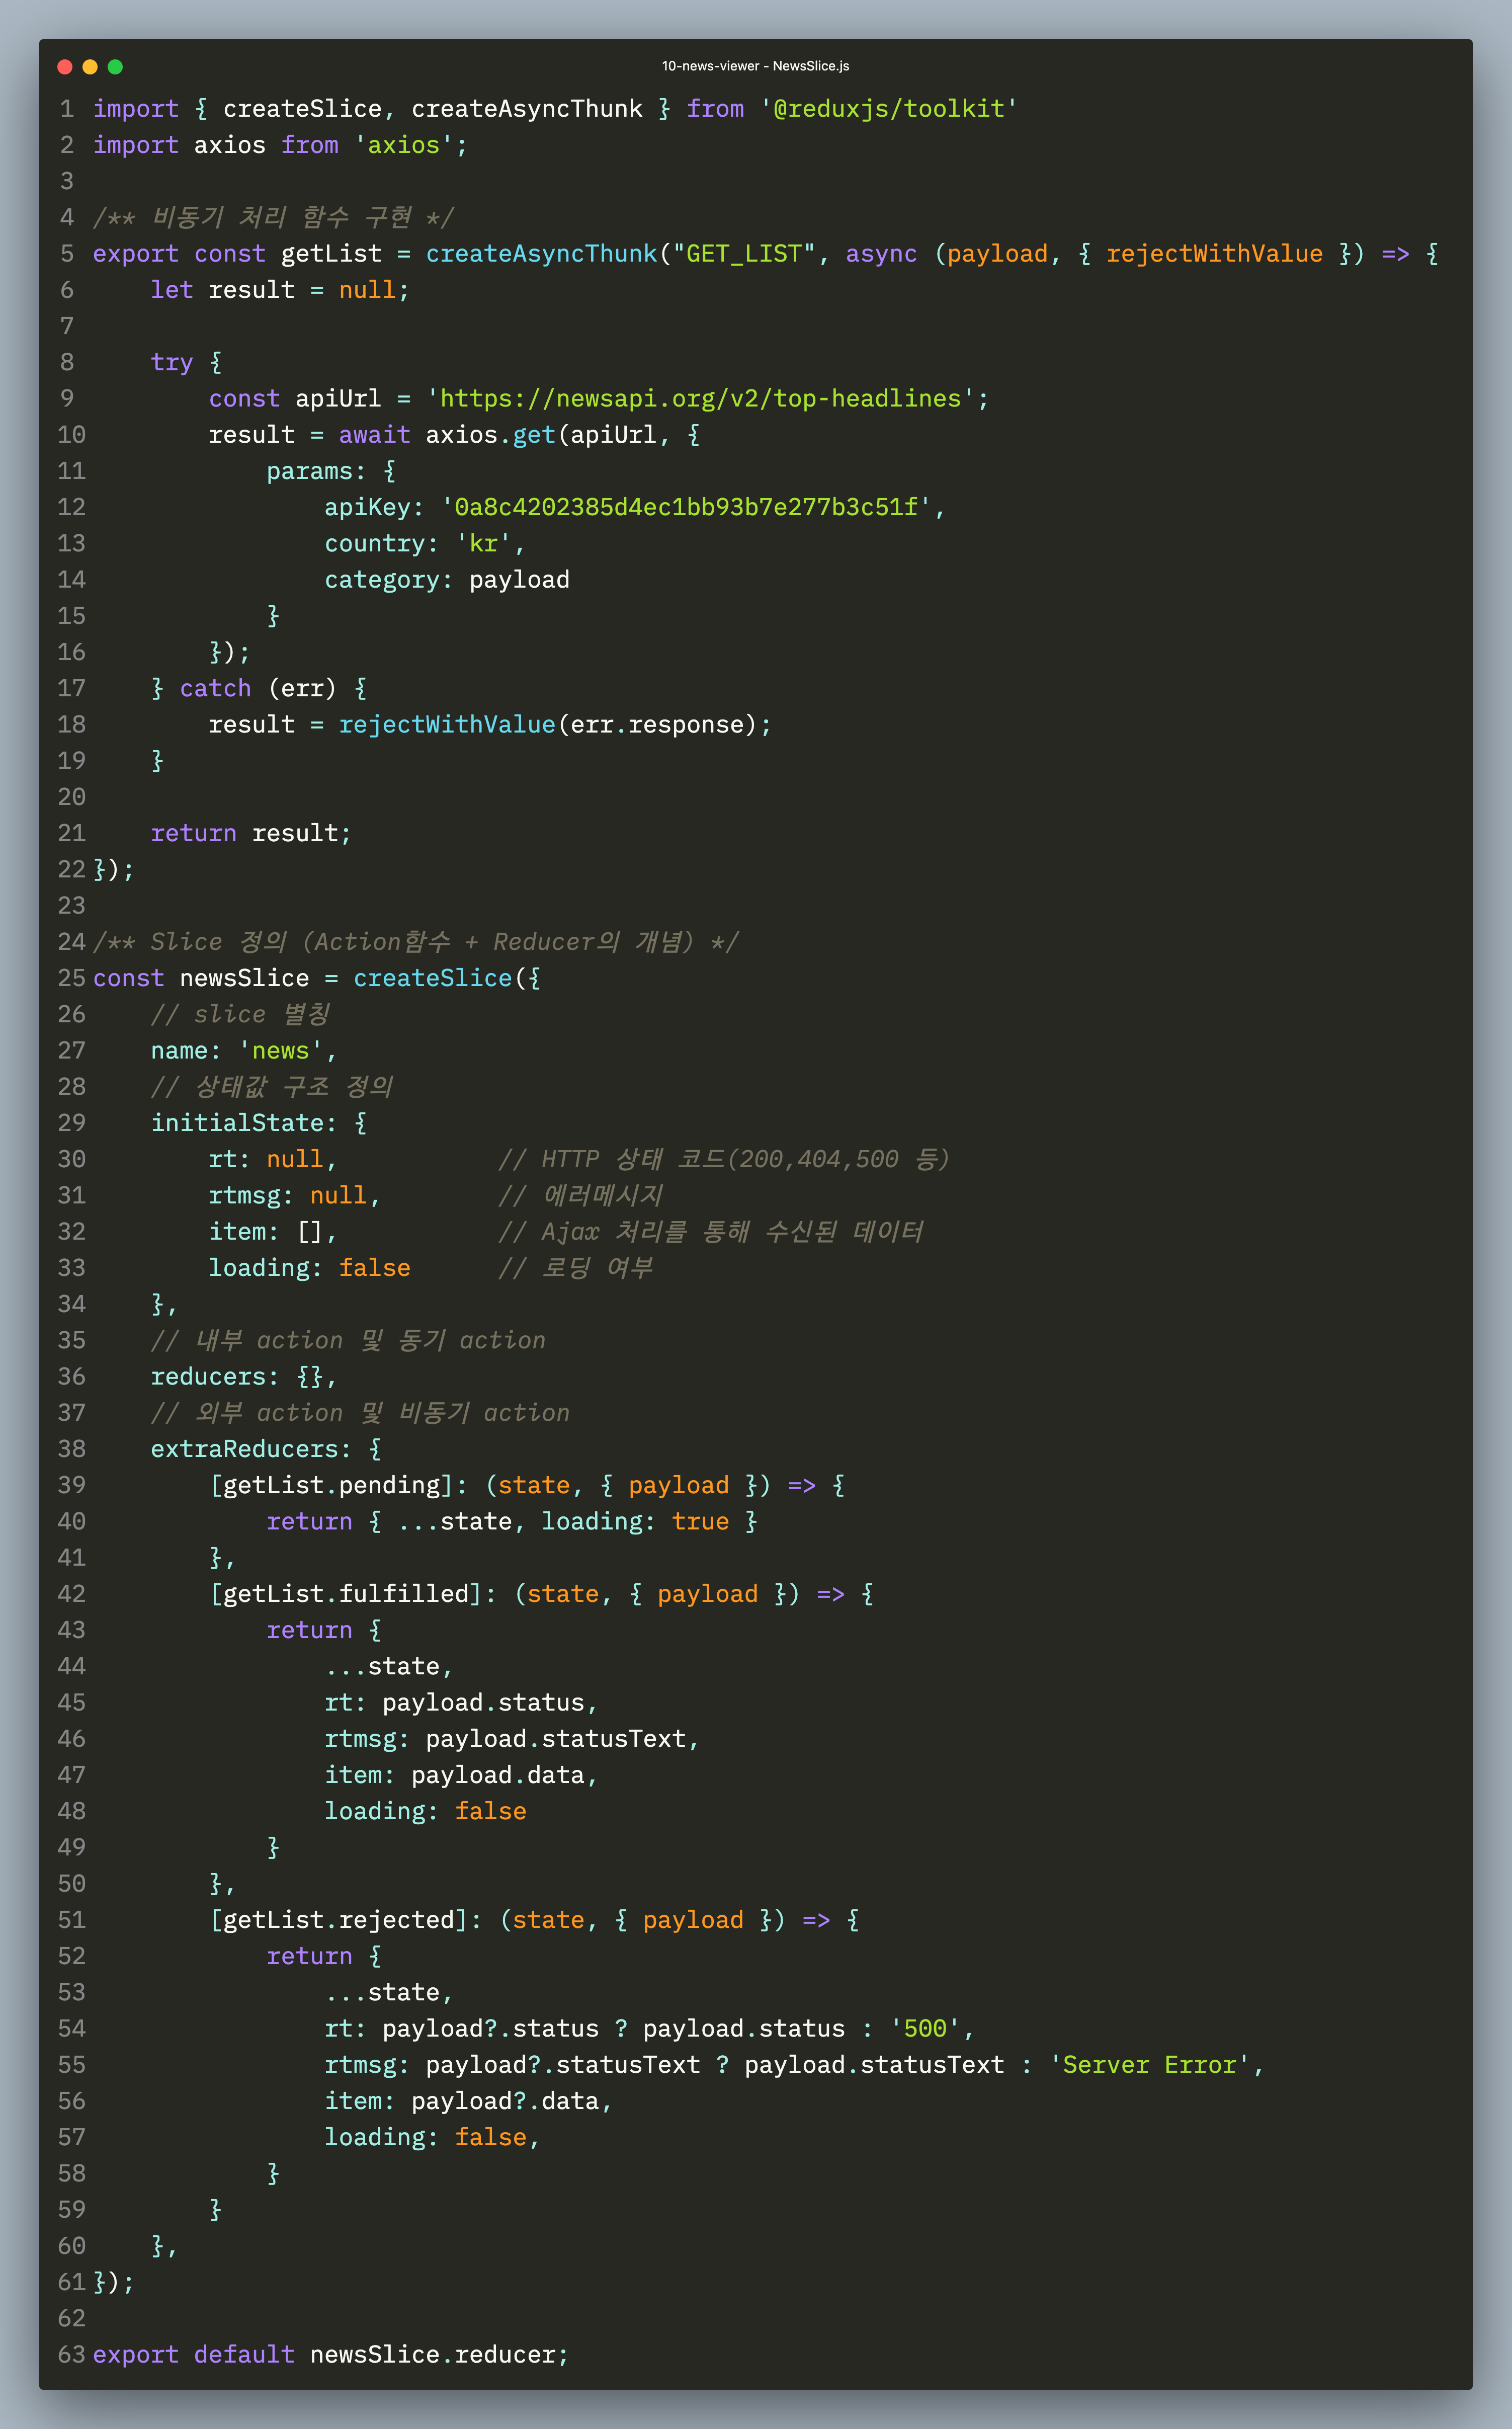 10-news-viewer - NewsSlice.js
1 import { createSlice, createAsyncThunk } from '@reduxjs/toolkit'
2 import axios from 'axios';
3
4 /** 비동기 처리 함수 구현 */
5 export const getList = createAsyncThunk("GET_LIST", async (payload, { rejectWithValue }) => {
6     let result = null;
7
8     try {
9         const apiUrl = 'https://newsapi.org/v2/top-headlines';
10         result = await axios.get(apiUrl, {
11             params: {
12                 apiKey: '0a8c4202385d4ec1bb93b7e277b3c51f',
13                 country: 'kr',
14                 category: payload
15             }
16         });
17     } catch (err) {
18         result = rejectWithValue(err.response);
19     }
20
21     return result;
22 });
23
24 /** Slice 정의 (Action함수 + Reducer의 개념) */
25 const newsSlice = createSlice({
26     // slice 별칭
27     name: 'news',
28     // 상태값 구조 정의
29     initialState: {
30         rt: null,           // HTTP 상태 코드(200,404,500 등)
31         rtmsg: null,        // 에러메시지
32         item: [],           // Ajax 처리를 통해 수신된 데이터
33         loading: false      // 로딩 여부
34     },
35     // 내부 action 및 동기 action
36     reducers: {},
37     // 외부 action 및 비동기 action
38     extraReducers: {
39         [getList.pending]: (state, { payload }) => {
40             return { ...state, loading: true }
41         },
42         [getList.fulfilled]: (state, { payload }) => {
43             return {
44                 ...state,
45                 rt: payload.status,
46                 rtmsg: payload.statusText,
47                 item: payload.data,
48                 loading: false
49             }
50         },
51         [getList.rejected]: (state, { payload }) => {
52             return {
53                 ...state,
54                 rt: payload?.status ? payload.status : '500',
55                 rtmsg: payload?.statusText ? payload.statusText : 'Server Error',
56                 item: payload?.data,
57                 loading: false,
58             }
59         }
60     },
61 });
62
63 export default newsSlice.reducer;